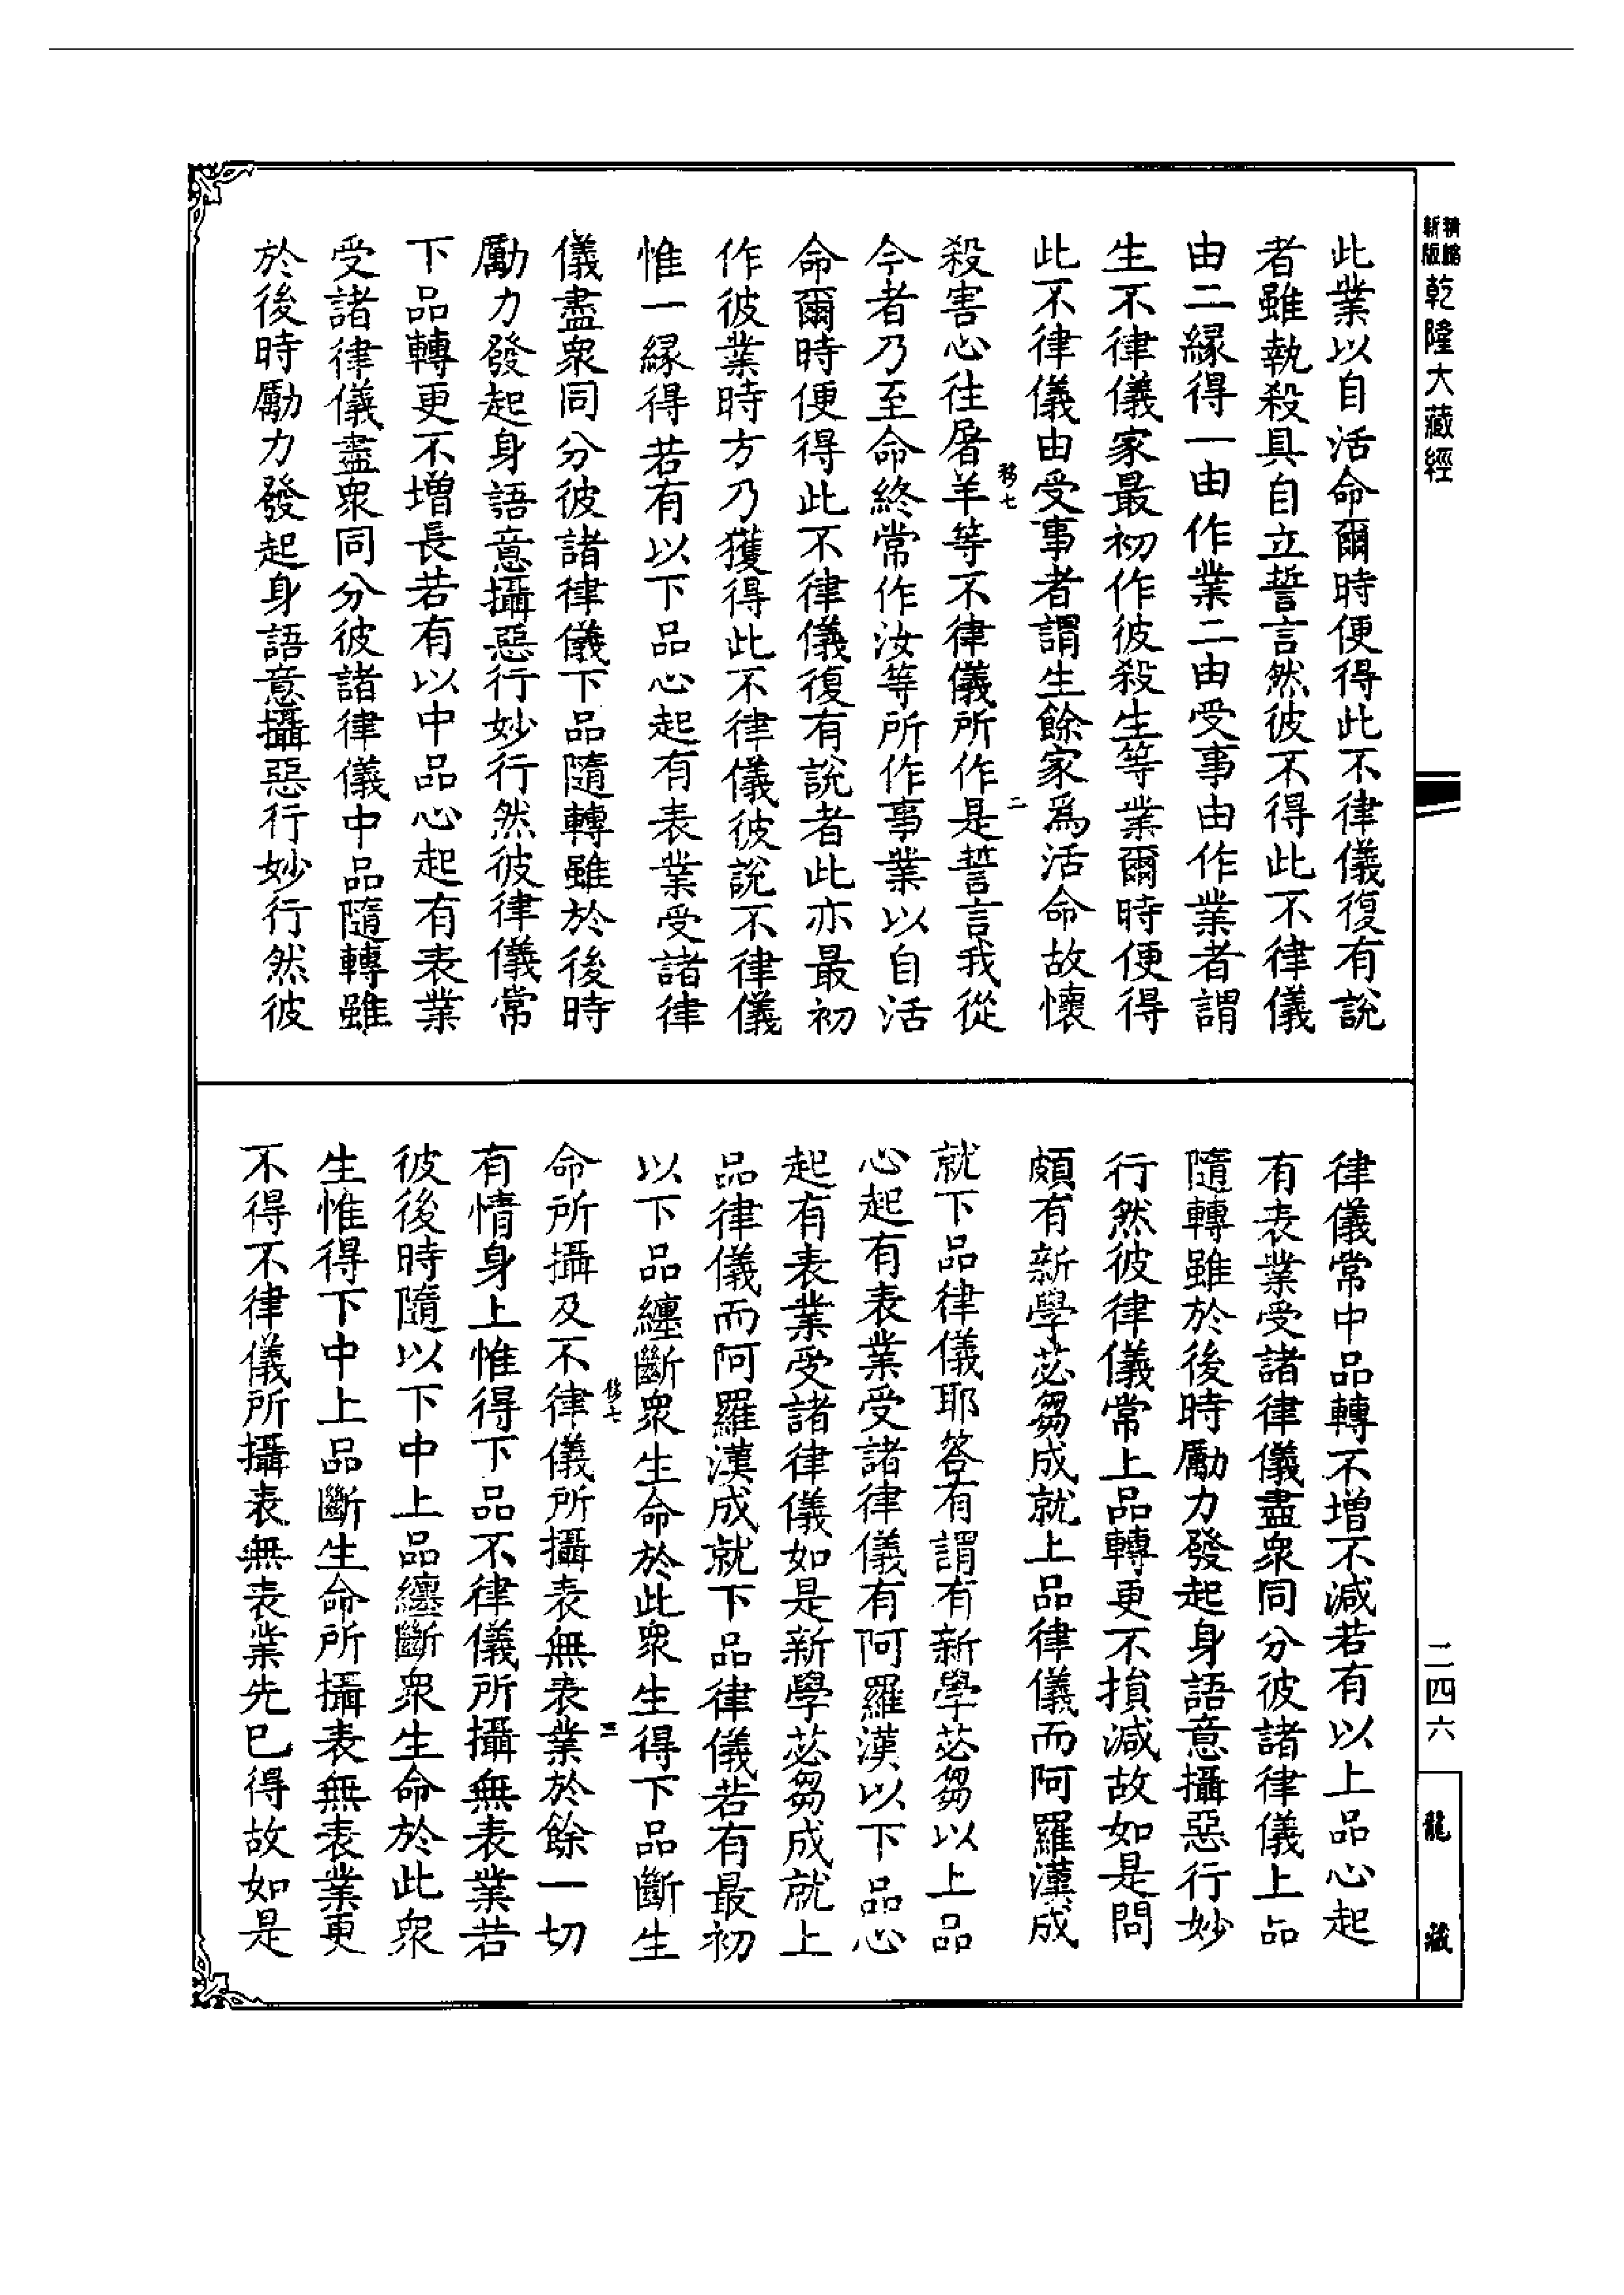 新版
精縮
乾隆大藏經
此業以自活命爾時便得此不律儀復有說
者雖執殺具自立誓言然彼不得此不律儀
由二緣得一由作業二由受事由作業者謂
生不律儀家最初作彼殺生等業爾時便得
此不律儀由受事者謂生餘家爲活命故懷
移七
二
殺害心往屠羊等不律儀所作是誓言我從
今者乃至命終常作汝等所作事業以自活
命爾時便得此不律儀復有說者此亦最初
作彼業時方乃獲得此不律儀彼說不律儀
惟一緣得若有以下品心起有表業受諸律
儀盡衆同分彼諸律儀下品隨轉雖於後時
勵力發起身語意攝惡行妙行然彼律儀常
下品轉更不增長若有以中品心起有表業
受諸律儀盡衆同分彼諸律儀中品隨轉雖
於後時勵力發起身語意攝惡行妙行然彼
律儀常中品轉不增不減若有以上品心起
有表業受諸律儀盡衆同分彼諸律儀上品
隨轉雖於後時勵力發起身語意攝惡行妙
行然彼律儀常上品轉更不損減故如是問
頗有新學苾芻成就上品律儀而阿羅漢成
就下品律儀耶答有謂有新學苾芻以上品
心起有表業受諸律儀有阿羅漢以下品心
起有表業受諸律儀如是新學苾芻成就上
品律儀而阿羅漢成就下品律儀若有最初
以下品纏斷衆生命於此衆生得下品斷生
移七
三
命所攝及不律儀所攝表無表業於餘一切
有情身上惟得下品不律儀所攝無表業若
彼後時隨以下中上品纏斷衆生命於此衆
生惟得下中上品斷生命所攝表無表業更
不得不律儀所攝表無表業先已得故如是
二四六
龍藏